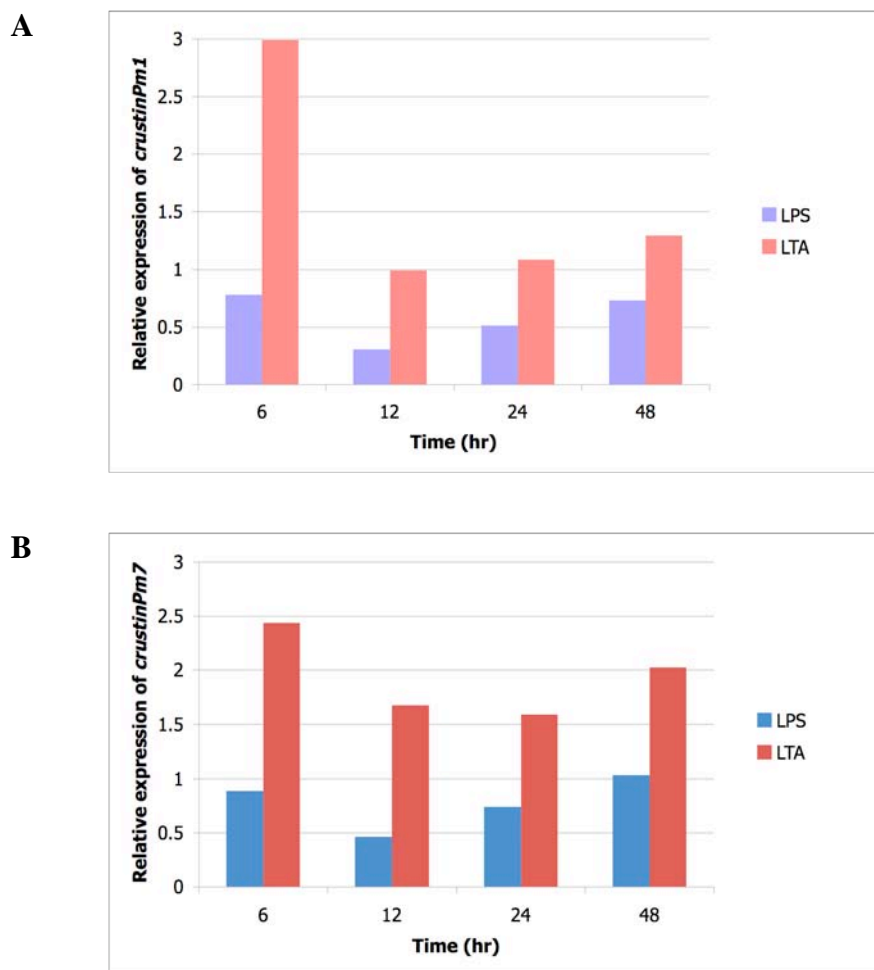 A
Relative expression of crustinPm1
3
2.5
2
1.5
1
0.5
0
6 12 24 48
Time (hr)
LPS
LTA
B
Relative expression of crustinPm7
3
2.5
2
1.5
1
0.5
0
6 12 24 48
Time (hr)
LPS
LTA